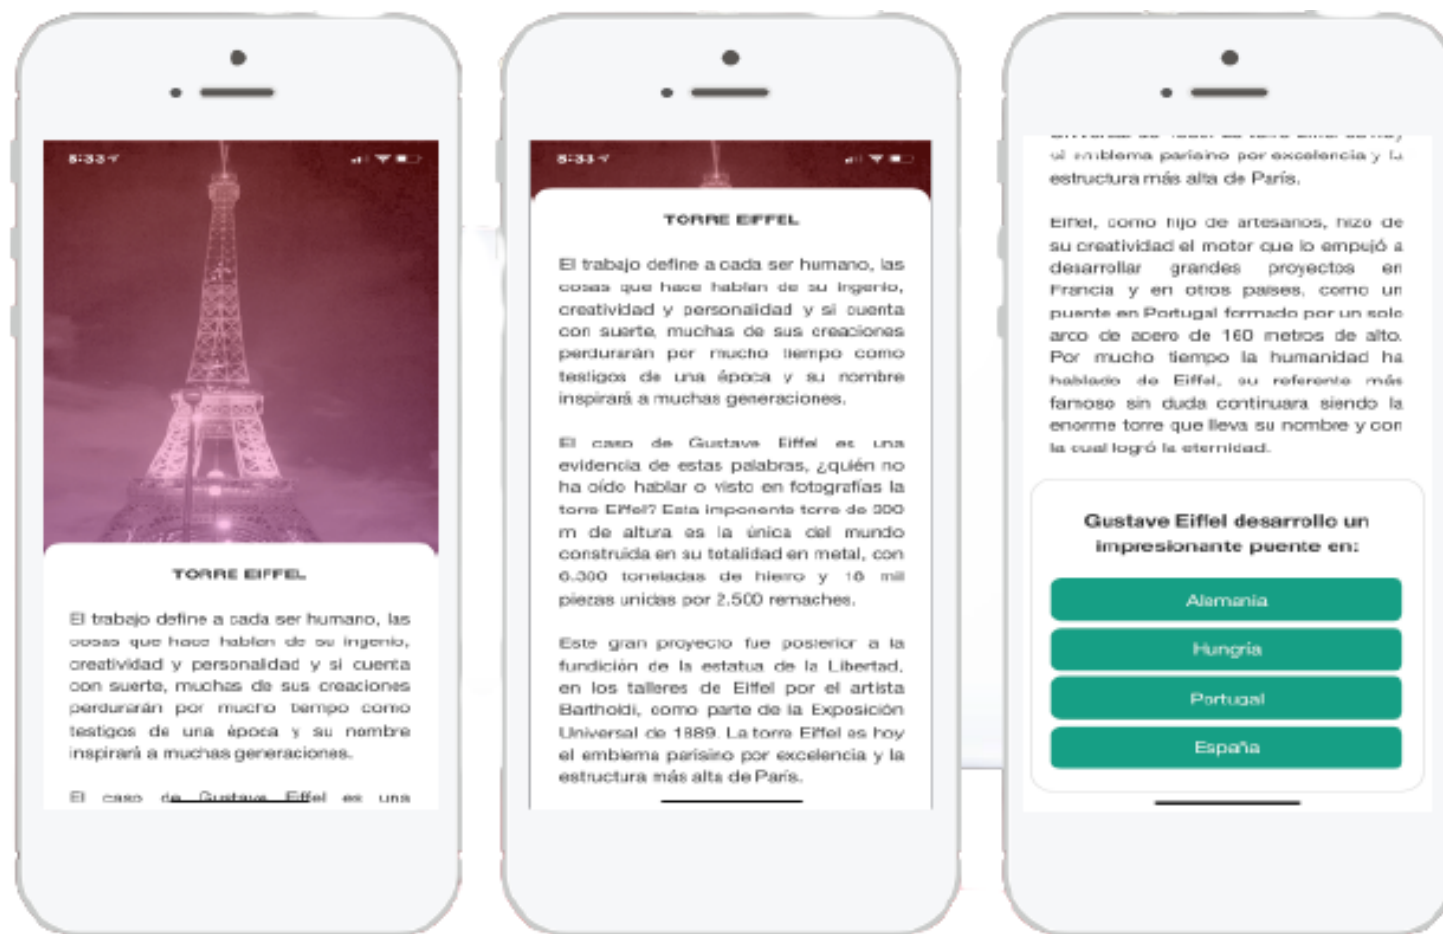 8:33
TORRE EIFFEL
El trabajo define a cada ser humano, las
cosas que hace hablan de su ingenio,
creatividad y personalidad y si cuenta
con suerte, muchas de sus creaciones
perdurarán por mucho tiempo como
testigos de una época y su nombre
inspirará a muchas generaciones.
El caso de Gustave Eiffel es una
8:33
TORRE EIFFEL
El trabajo define a cada ser humano, las
cosas que hace hablan de su ingenio,
creatividad y personalidad y si cuenta
con suerte, muchas de sus creaciones
perdurarán por mucho tiempo como
testigos de una época y su nombre
inspirará a muchas generaciones.
El caso de Gustave Eiffel es una
evidencia de estas palabras, ¿quién no
ha oído hablar o visto en fotografías la
torre Eiffel? Esta imponente torre de 300
m de altura es la única del mundo
construida en su totalidad en metal, con
6.300 toneladas de hierro y 18 mil
piezas unidas por 2.500 remaches.
Este gran proyecto fue posterior a la
fundición de la estatua de la Libertad,
en los talleres de Eiffel por el artista
Bartholdi, como parte de la Exposición
Universal de 1889. La torre Eiffel es hoy
el emblema parisino por excelencia y la
estructura más alta de París.
Universal de 1889. La torre Eiffel es hoy
el emblema parisino por excelencia y la
estructura más alta de París.
Eiffel, como hijo de artesanos, hizo de
su creatividad el motor que lo empujó a
desarrollar grandes proyectos en
Francia y en otros países, como un
puente en Portugal formado por un solo
arco de acero de 160 metros de alto.
Por mucho tiempo la humanidad ha
hablado de Eiffel, su referente más
famoso sin duda continuara siendo la
enorme torre que lleva su nombre y con
la cual logró la eternidad.
Gustave Eiffel desarrollo un
impresionante puente en:
Alemania
Hungría
Portugal
España